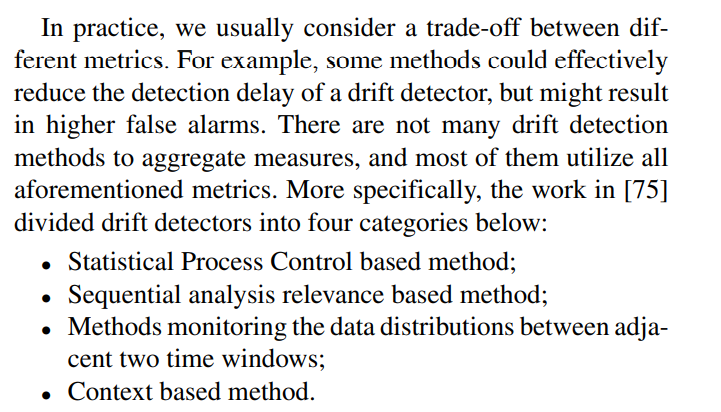 In practice, we usually consider a trade-off between dif-
ferent metrics. For example, some methods could effectively
reduce the detection delay of a drift detector, but might result
in higher false alarms. There are not many drift detection
methods to aggregate measures, and most of them utilize all
aforementioned metrics. More specifically, the work in [75]
divided drift detectors into four categories below:
• Statistical Process Control based method;
• Sequential analysis relevance based method;
• Methods monitoring the data distributions between adja-
cent two time windows;
• Context based method.